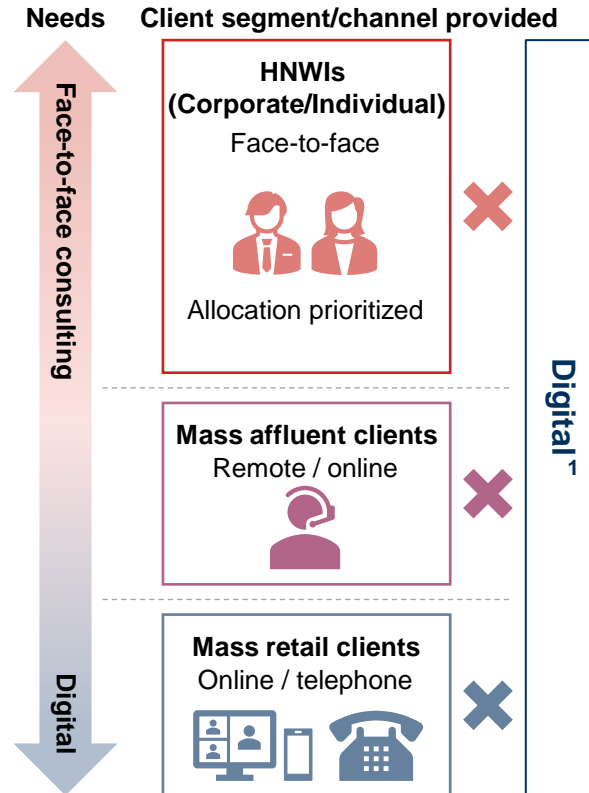 Needs
Client segment/channel provided
Face-to-face consulting
HNWIs
(Corporate/Individual)
Face-to-face
Allocation prioritized
Mass affluent clients
Remote / online
Digital
Mass retail clients
Online / telephone
Digital¹